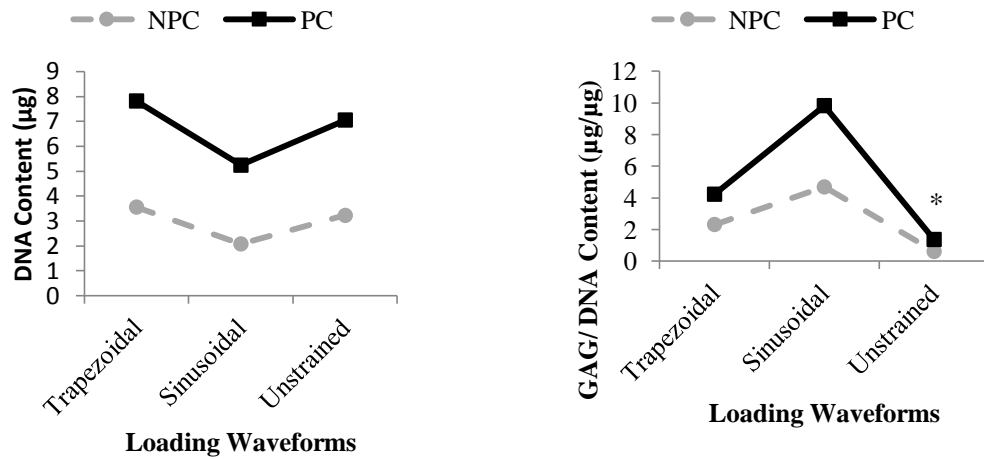 NPC PC
DNA Content (µg)
9
8
7
6
5
4
3
2
1
0
Trapezoidal
Sinusoidal
Unstrained
Loading Waveforms
NPC PC
GAG/ DNA Content (µg/µg)
12
10
8
6
4
2
0
*
Trapezoidal
Sinusoidal
Unstrained
Loading Waveforms